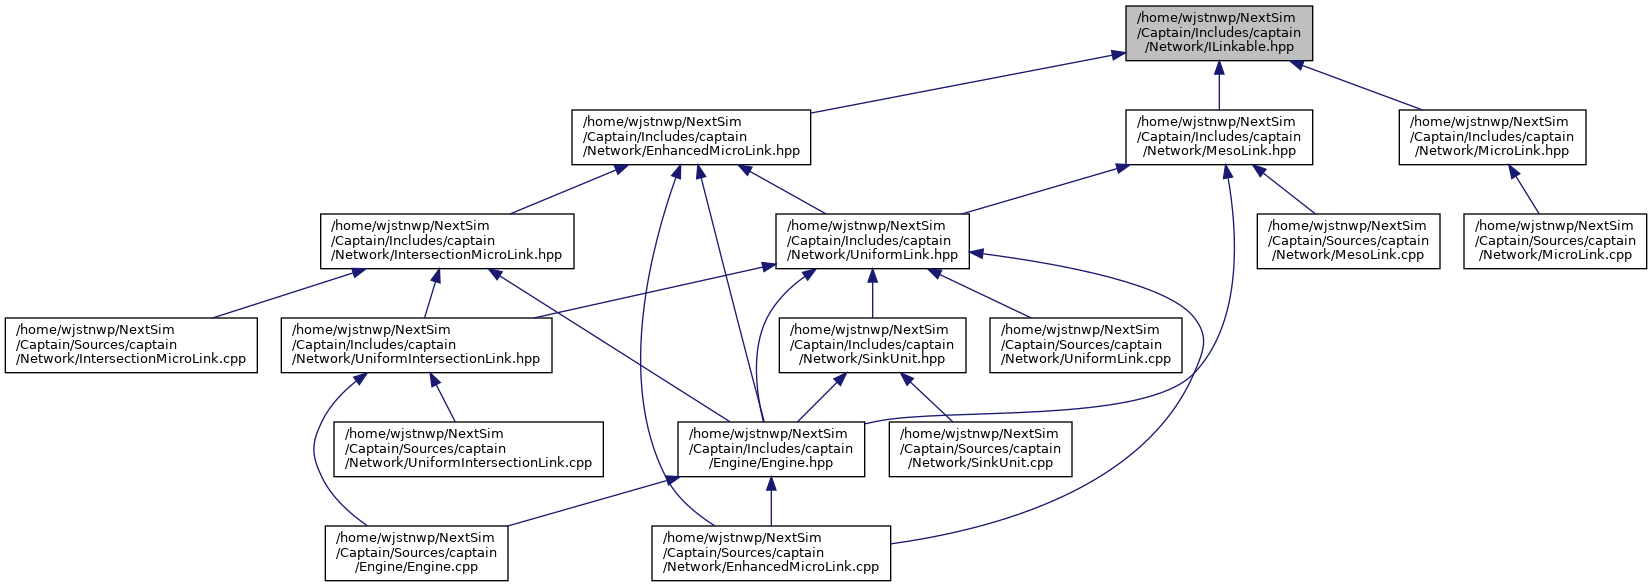 /home/wjstnwp/NextSim
/Captain/Includes/captain
/Network/ILinkable.hpp
/home/wjstnwp/NextSim
/Captain/Includes/captain
/Network/EnhancedMicroLink.hpp
/home/wjstnwp/NextSim
/Captain/Includes/captain
/Network/MesoLink.hpp
/home/wjstnwp/NextSim
/Captain/Includes/captain
/Network/MicroLink.hpp
/home/wjstnwp/NextSim
/Captain/Includes/captain
/Network/IntersectionMicroLink.hpp
/home/wjstnwp/NextSim
/Captain/Includes/captain
/Network/UniformLink.hpp
/home/wjstnwp/NextSim
/Captain/Sources/captain
/Network/MesoLink.cpp
/home/wjstnwp/NextSim
/Captain/Sources/captain
/Network/MicroLink.cpp
/home/wjstnwp/NextSim
/Captain/Sources/captain
/Network/IntersectionMicroLink.cpp
/home/wjstnwp/NextSim
/Captain/Includes/captain
/Network/UniformIntersectionLink.hpp
/home/wjstnwp/NextSim
/Captain/Includes/captain
/Network/SinkUnit.hpp
/home/wjstnwp/NextSim
/Captain/Sources/captain
/Network/UniformLink.cpp
/home/wjstnwp/NextSim
/Captain/Sources/captain
/Network/UniformIntersectionLink.cpp
/home/wjstnwp/NextSim
/Captain/Includes/captain
/Engine/Engine.hpp
/home/wjstnwp/NextSim
/Captain/Sources/captain
/Network/SinkUnit.cpp
/home/wjstnwp/NextSim
/Captain/Sources/captain
/Engine/Engine.cpp
/home/wjstnwp/NextSim
/Captain/Sources/captain
/Network/EnhancedMicroLink.cpp